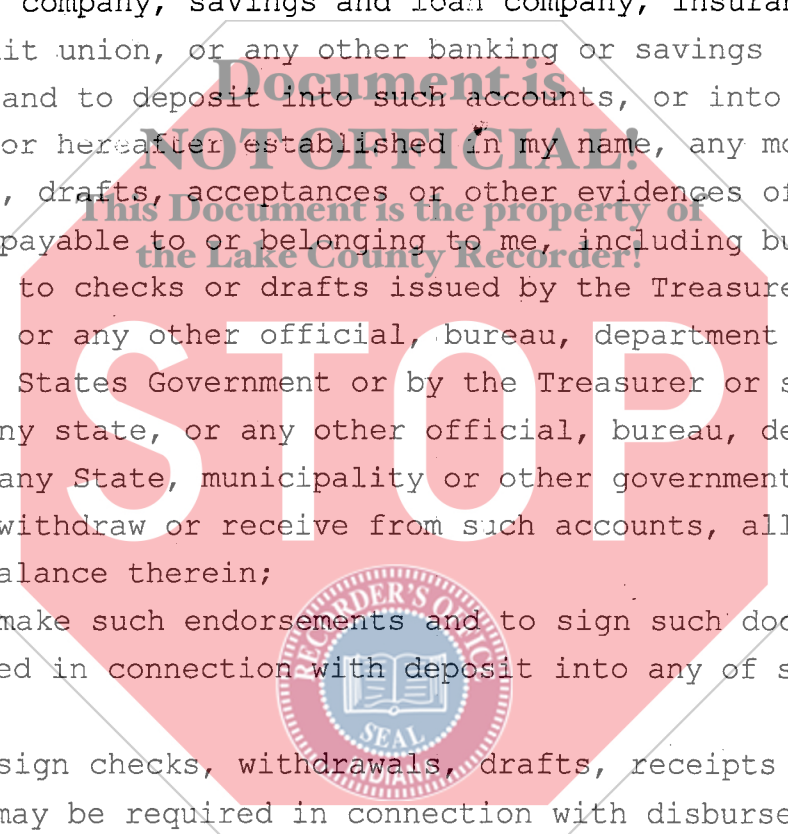 company, savings and loan company, insuran
it union, or any other banking or savings
Document is
and to deposit into such accounts, or into
NOT OFFICIAL!
or hereafter established in my name, any mo
, drafts, acceptances or other evidences of
This Document is the property of
payable to or belonging to me, including bu
the Lake County Recorder!
to checks or drafts issued by the Treasure
or any other official, bureau, department
STOP
States Government or by the Treasurer or s
ny state, or any other official, bureau, de
any State, municipality or other government
withdraw or receive from such accounts, all
alance therein;
make such endorsements and to sign such doc
RECORDER'S OFFICE
ed in connection with deposit into any of s
SEAL
INDIANA
sign checks, withdrawals, drafts, receipts
may be required in connection with disburse